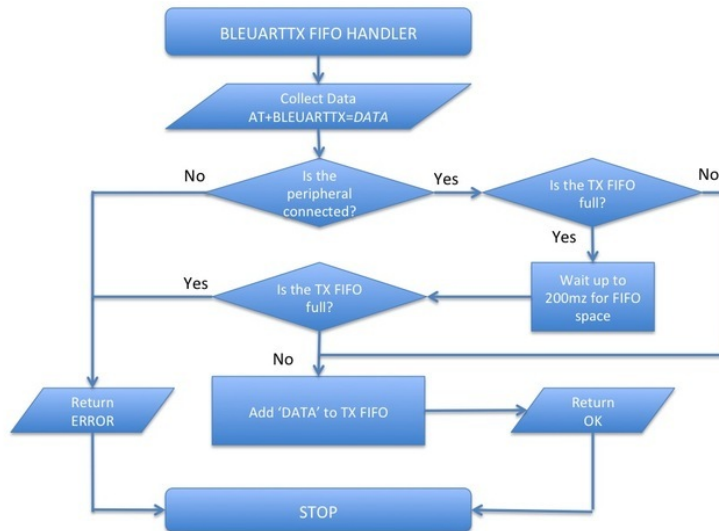 BLEUARTTX FIFO HANDLER
Collect Data
AT+BLEUARTTX=DATA
No
Is the
peripheral
connected?
Yes
Is the TX FIFO
full?
No
Yes
Yes
Is the TX FIFO
full?
Wait up to
200mz for FIFO
space
No
Return
ERROR
Add ‘DATA’ to TX FIFO
Return
OK
STOP